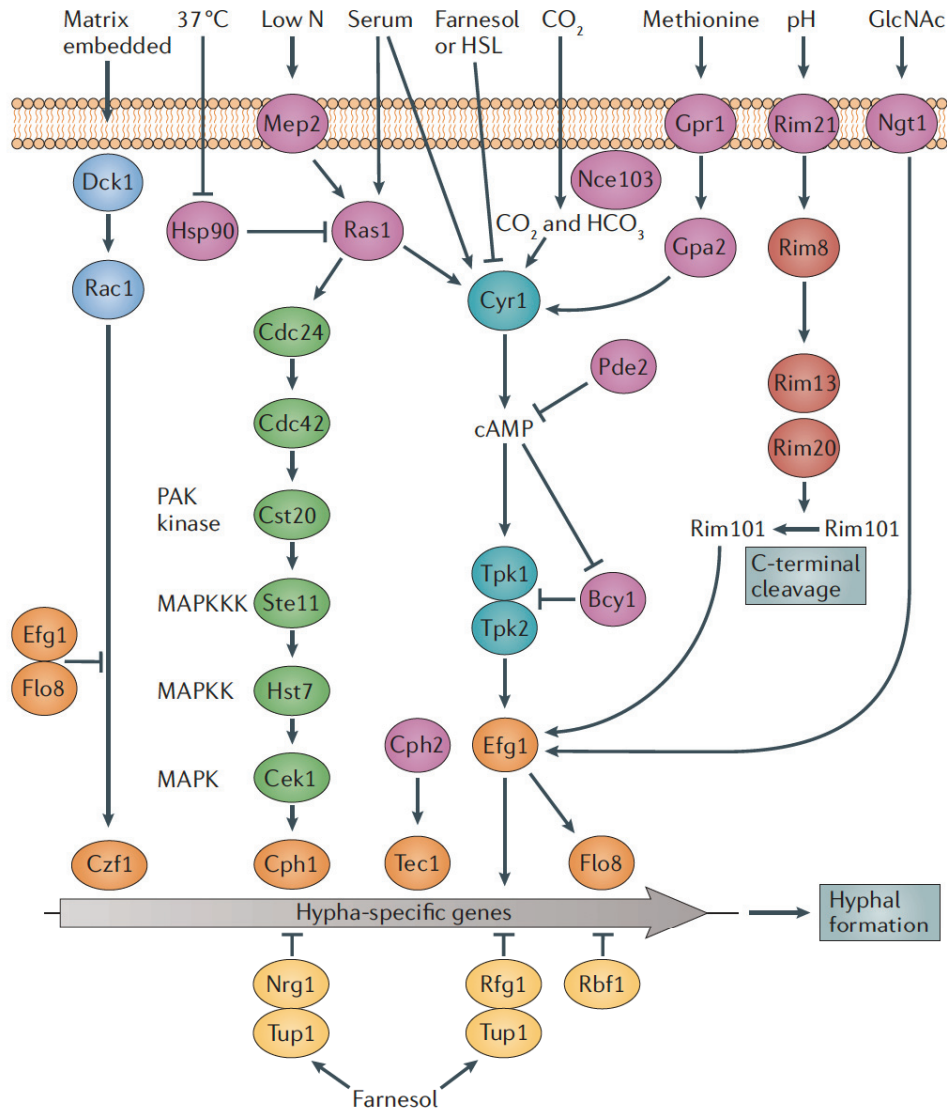 Matrix
embedded
37 °C
Low N
Serum
Farnesol
or HSL
CO2
Methionine
pH
GlcNAc
Mep2
Gpr1
Rim21
Ngt1
Dck1
Nce103
Hsp90
Ras1
CO2 and HCO3
Gpa2
Rim8
Rac1
Cyr1
Cdc24
Pde2
Rim13
Cdc42
cAMP
Rim20
PAK
kinase
Cst20
Rim101
Rim101
C-terminal
cleavage
Tpk1
MAPKKK
Ste11
Bcy1
Tpk2
Efg1
Flo8
MAPKK
Hst7
Cph2
Efg1
MAPK
Cek1
Czf1
Cph1
Tec1
Flo8
Hypha-specific genes
Hyphal
formation
Nrg1
Tup1
Rfg1
Tup1
Rbf1
Farnesol